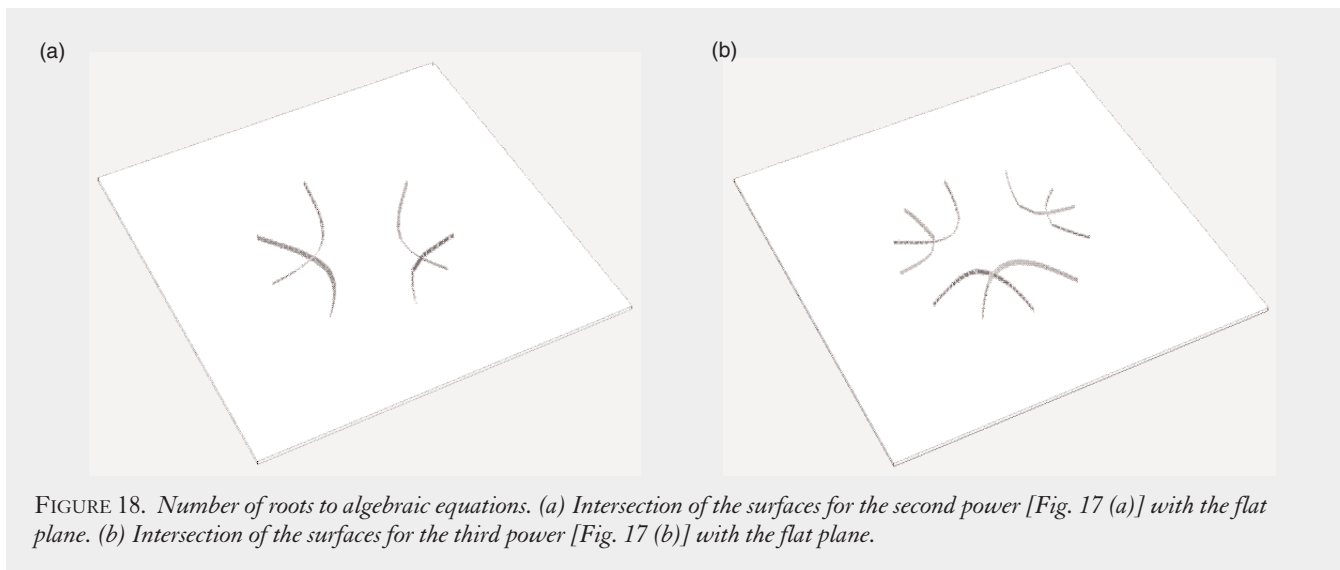 (a)
(b)
FIGURE 18. Number of roots to algebraic equations. (a) Intersection of the surfaces for the second power [Fig. 17 (a)] with the flat
plane. (b) Intersection of the surfaces for the third power [Fig. 17 (b)] with the flat plane.